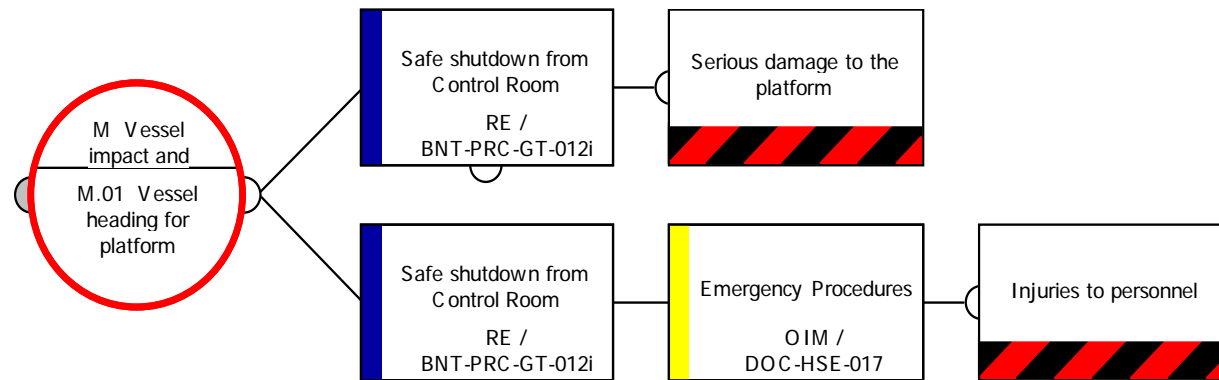 M Vessel
impact and
M.01 Vessel
heading for
platform
Safe shutdown from
Control Room
RE /
BNT-PRC-GT-012i
Serious damage to the
platform
Safe shutdown from
Control Room
RE /
BNT-PRC-GT-012i
Emergency Procedures
OIM /
DOC-HSE-017
Injuries to personnel